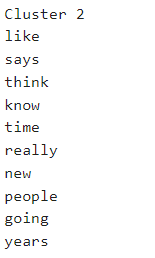 Cluster 2
like
says
think
know
time
really
new
people
going
years